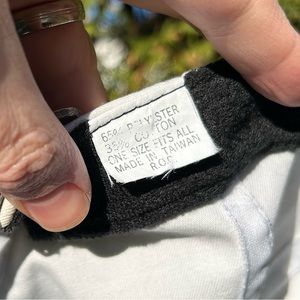 65% POLYESTER
35% COTTON
ONE SIZE FITS ALL
MADE IN TAIWAN
R.O.C.